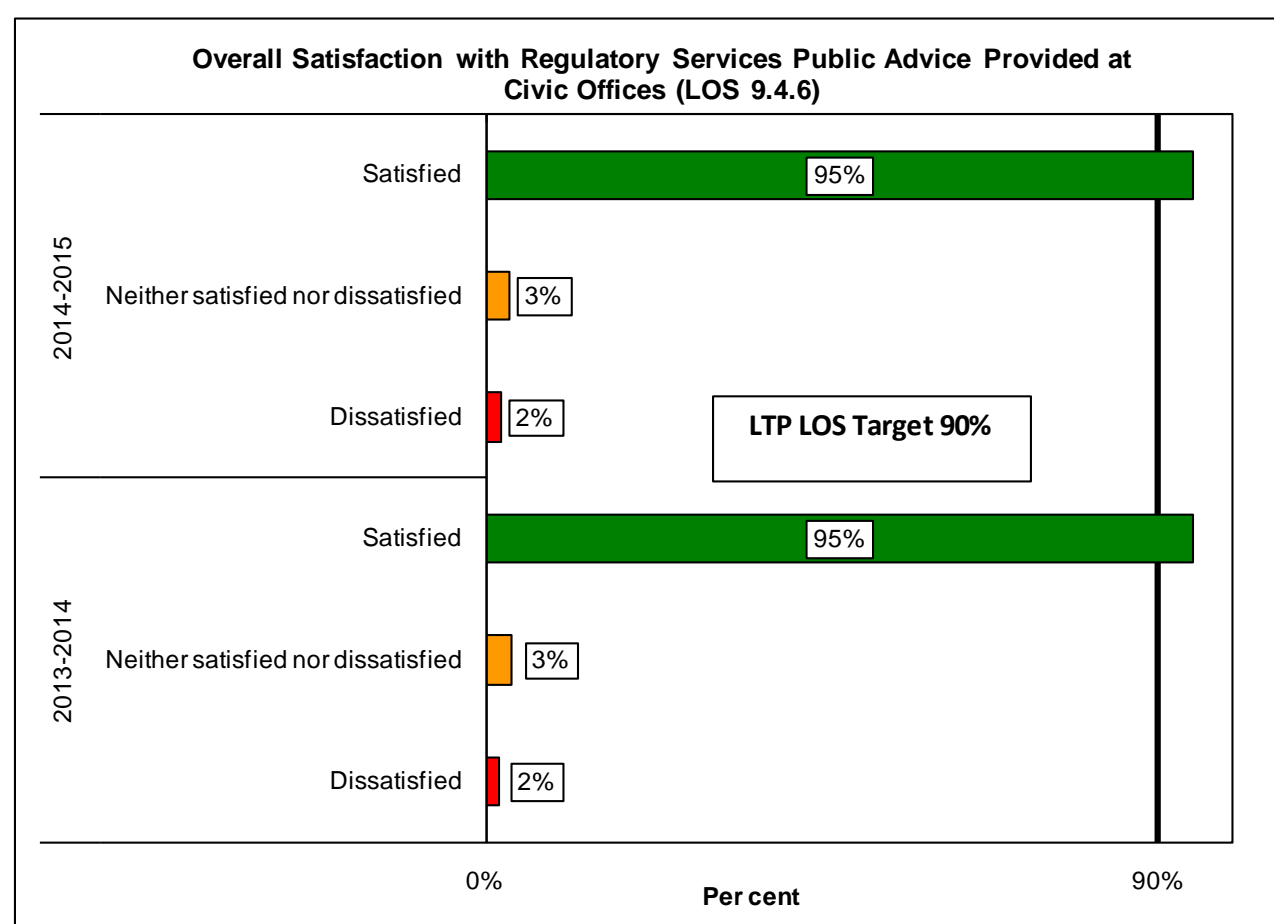 Overall Satisfaction with Regulatory Services Public Advice Provided at
Civic Offices (LOS 9.4.6)
2014-2015
Satisfied
95%
Neither satisfied nor dissatisfied
3%
Dissatisfied
2%
LTP LOS Target 90%
2013-2014
Satisfied
95%
Neither satisfied nor dissatisfied
3%
Dissatisfied
2%
0%
90%
Per cent